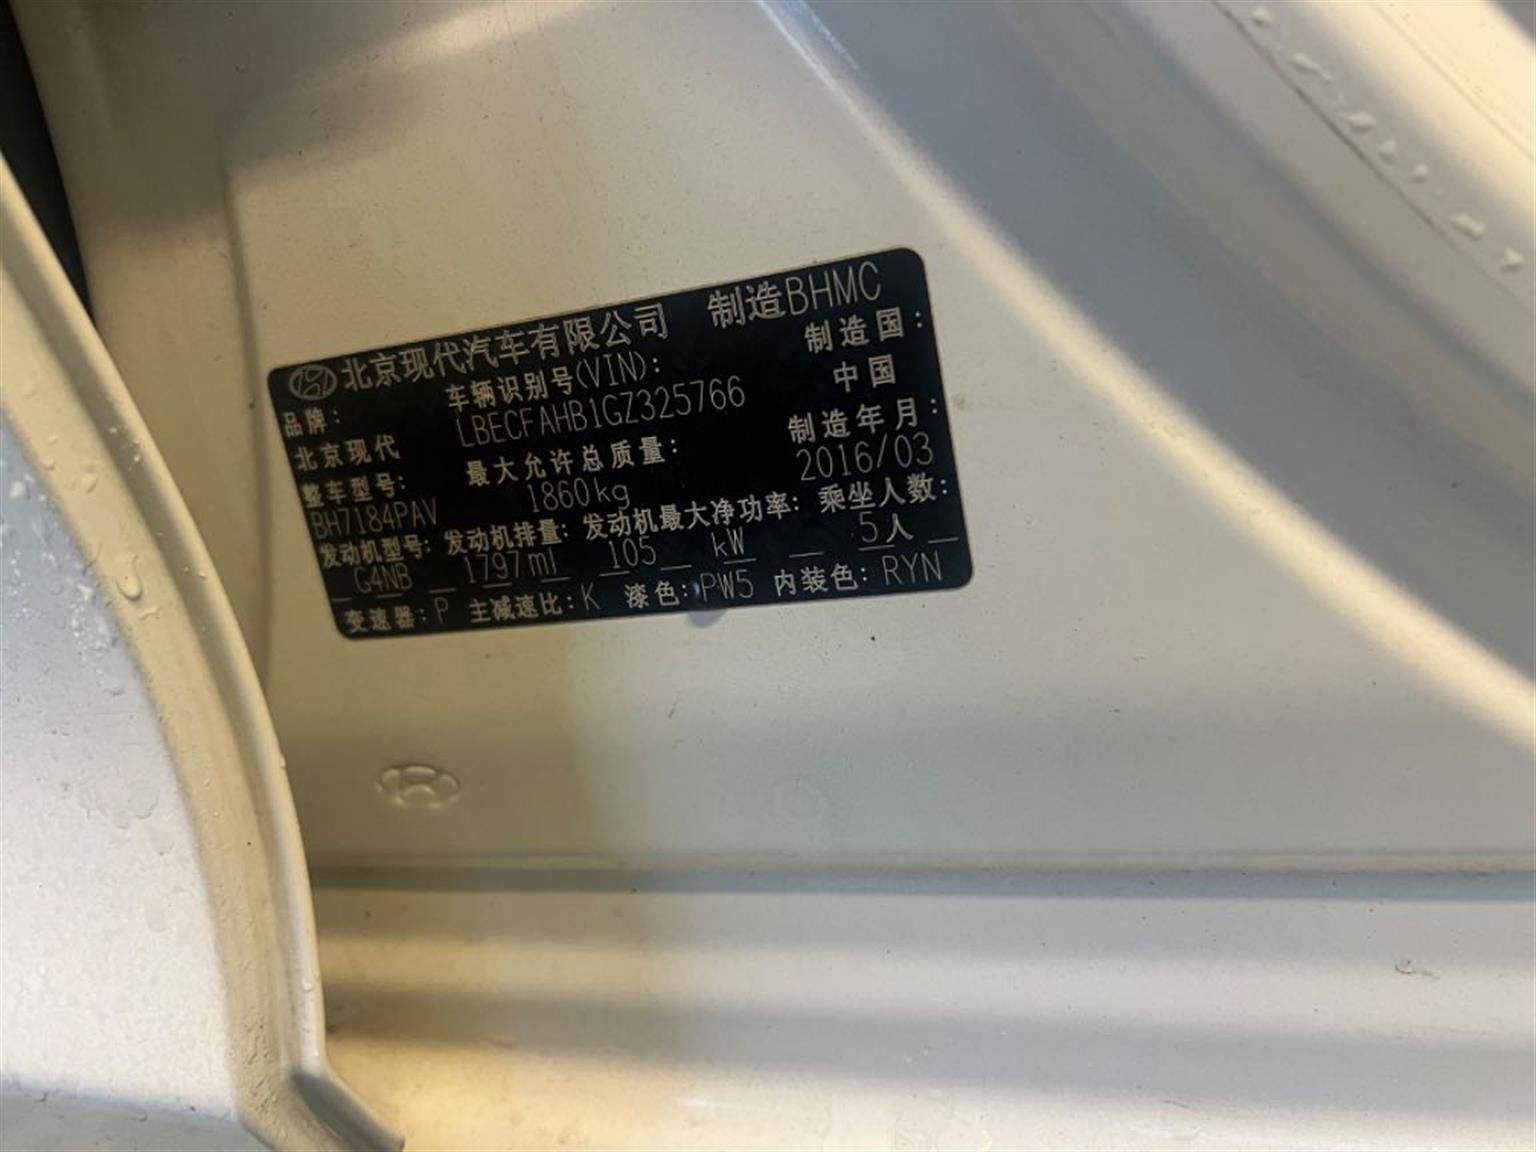 北京现代汽车有限公司 制造BHMC
品牌: 车辆识别号(VIN): 制造国:
北京现代 LBECFAHB1GZ325766 中国
整车型号: 最大允许总质量: 制造年月:
BH7184PAV 1860kg 2016/03
发动机型号: 发动机排量: 发动机最大净功率: 乘坐人数:
G4NB 1797ml 105 kW 5人
变速器:P 主减速比:K 漆色:PW5 内装色:RYN